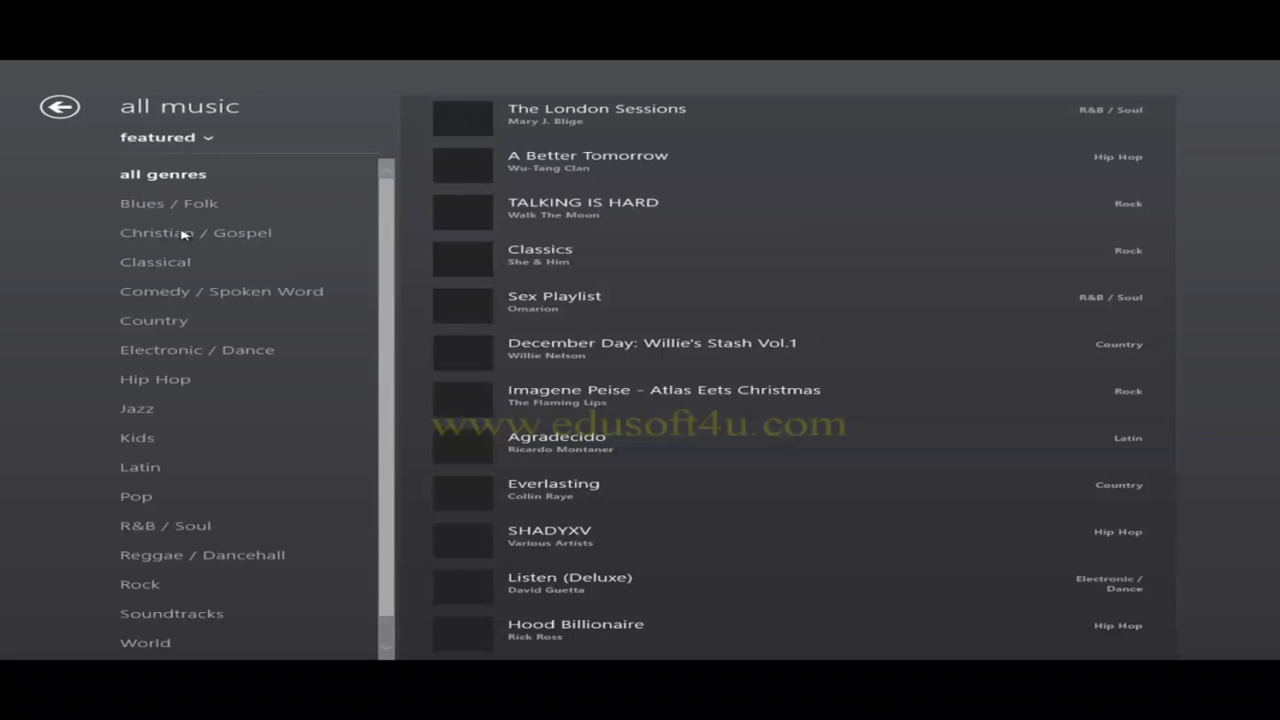 all music
featured
all genres
Blues / Folk
Christian / Gospel
Classical
Comedy / Spoken Word
Country
Electronic / Dance
Hip Hop
Jazz
Kids
Latin
Pop
R&B / Soul
Reggae / Dancehall
Rock
Soundtracks
World
The London Sessions R&B / Soul
Mary J. Blige
A Better Tomorrow Hip Hop
Wu-Tang Clan
TALKING IS HARD Rock
Walk The Moon
Classics Rock
She & Him
Sex Playlist R&B / Soul
Omarion
December Day: Willie's Stash Vol.1 Country
Willie Nelson
Imagene Peise - Atlas Eets Christmas Rock
The Flaming Lips
www.edusoft4u.com
Agradecido Latin
Ricardo Montaner
Everlasting Country
Collin Raye
SHADYXV Hip Hop
Various Artists
Listen (Deluxe) Electronic /
David Guetta Dance
Hood Billionaire Hip Hop
Rick Ross